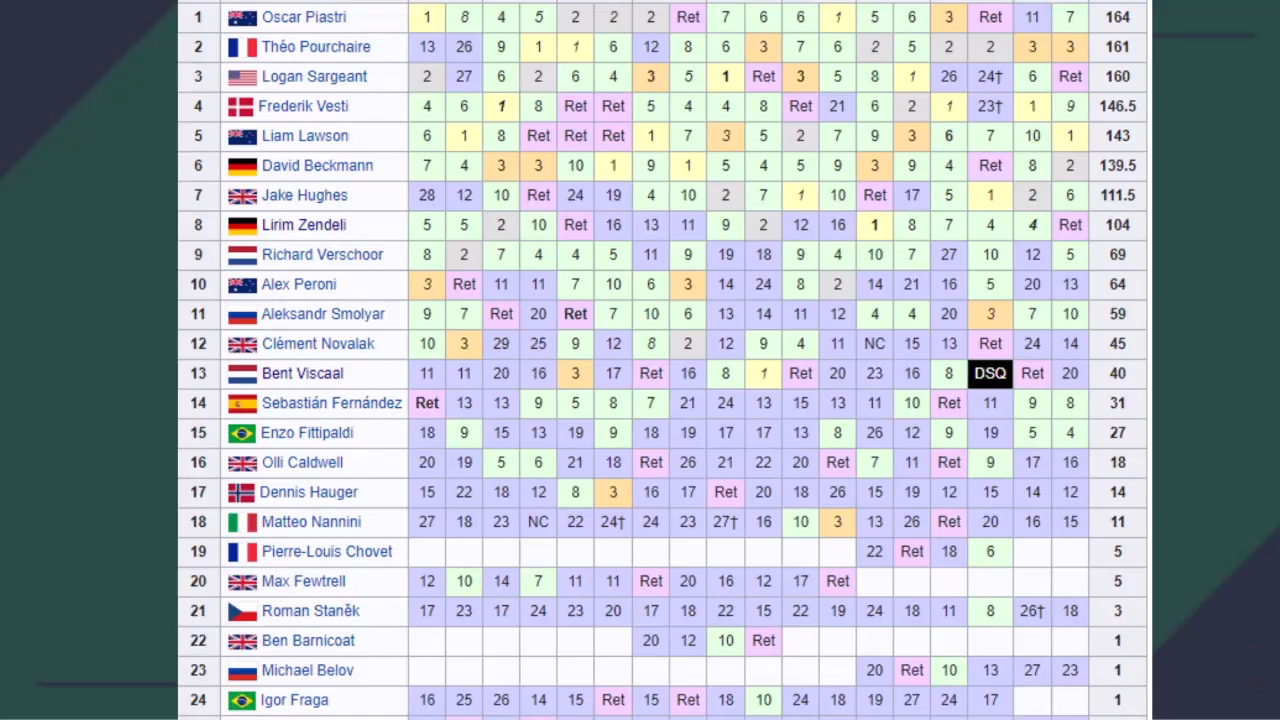 1 Oscar Piastri 1 8 4 5 2 2 2 Ret 7 6 6 1 5 6 3 Ret 11 7 164
2 Théo Pourchaire 13 26 9 1 1 6 12 8 6 3 7 6 2 5 2 2 3 3 161
3 Logan Sargeant 2 27 6 2 6 4 3 5 1 Ret 3 5 8 1 26 24† 6 Ret 160
4 Frederik Vesti 4 6 1 8 Ret Ret 5 4 4 8 Ret 21 6 2 1 23† 1 9 146.5
5 Liam Lawson 6 1 8 Ret Ret Ret 1 7 3 5 2 7 9 3 6 7 10 1 143
6 David Beckmann 7 4 3 3 10 1 9 1 5 4 5 9 3 9 4 Ret 8 2 139.5
7 Jake Hughes 28 12 10 Ret 24 19 4 10 2 7 1 10 Ret 17 5 1 2 6 111.5
8 Lirim Zendeli 5 5 2 10 Ret 16 13 11 9 2 12 16 1 8 7 4 4 Ret 104
9 Richard Verschoor 8 2 7 4 4 5 11 9 19 18 9 4 10 7 27 10 12 5 69
10 Alex Peroni 3 Ret 11 11 7 10 6 3 14 24 8 2 14 21 16 5 20 13 64
11 Aleksandr Smolyar 9 7 Ret 20 Ret 7 10 6 13 14 11 12 4 4 20 3 7 10 59
12 Clément Novalak 10 3 29 25 9 12 8 2 12 9 4 11 NC 15 13 Ret 24 14 45
13 Bent Viscaal 11 11 20 16 3 17 Ret 16 8 1 Ret 20 23 16 8 DSQ Ret 20 40
14 Sebastián Fernández Ret 13 13 9 5 8 7 21 24 13 15 13 11 10 Ret 11 9 8 31
15 Enzo Fittipaldi 18 9 15 13 19 9 18 19 17 17 13 8 26 12 9 19 5 4 27
16 Olli Caldwell 20 19 5 6 21 18 Ret 26 21 22 20 Ret 7 11 Ret 9 17 16 18
17 Dennis Hauger 15 22 18 12 8 3 16 17 Ret 20 18 26 15 19 12 15 14 12 14
18 Matteo Nannini 27 18 23 NC 22 24† 24 23 27† 16 10 3 13 26 Ret 20 16 15 11
19 Pierre-Louis Chovet 22 Ret 18 6 5
20 Max Fewtrell 12 10 14 7 11 11 Ret 20 16 12 17 Ret 5
21 Roman Staněk 17 23 17 24 23 20 17 18 22 15 22 19 24 18 11 8 26† 18 3
22 Ben Barnicoat 20 12 10 Ret 1
23 Michael Belov 20 Ret 10 13 27 23 1
24 Igor Fraga 16 25 26 14 15 Ret 15 Ret 18 10 24 18 19 27 24 17 1